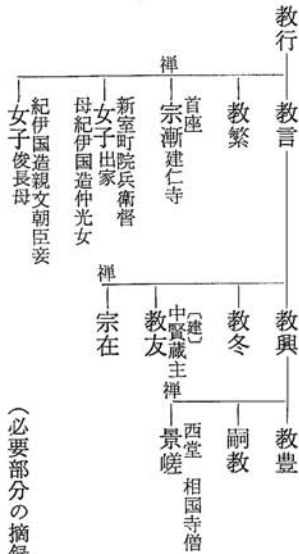 教行
教言
教繁
禅
首座
宗漸 建仁寺
新室町院兵衛督
女子 出家
母紀伊国造仲光女
紀伊国造親文朝臣妾
女子 俊長母
教興
教冬
〔建〕
中賢蔵主
教友
禅
宗在
教豊
嗣教
禅
西堂 相国寺僧
景嵯
（必要部分の摘録